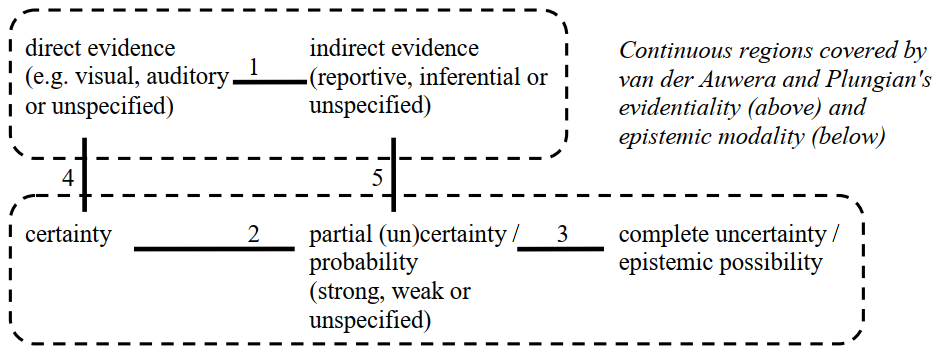 direct evidence
(e.g. visual, auditory
or unspecified)
1
indirect evidence
(reportive, inferential or
unspecified)
Continuous regions covered by
van der Auwera and Plungian's
evidentiality (above) and
epistemic modality (below)
4
5
certainty
2
partial (un)certainty /
probability
(strong, weak or
unspecified)
3
complete uncertainty /
epistemic possibility